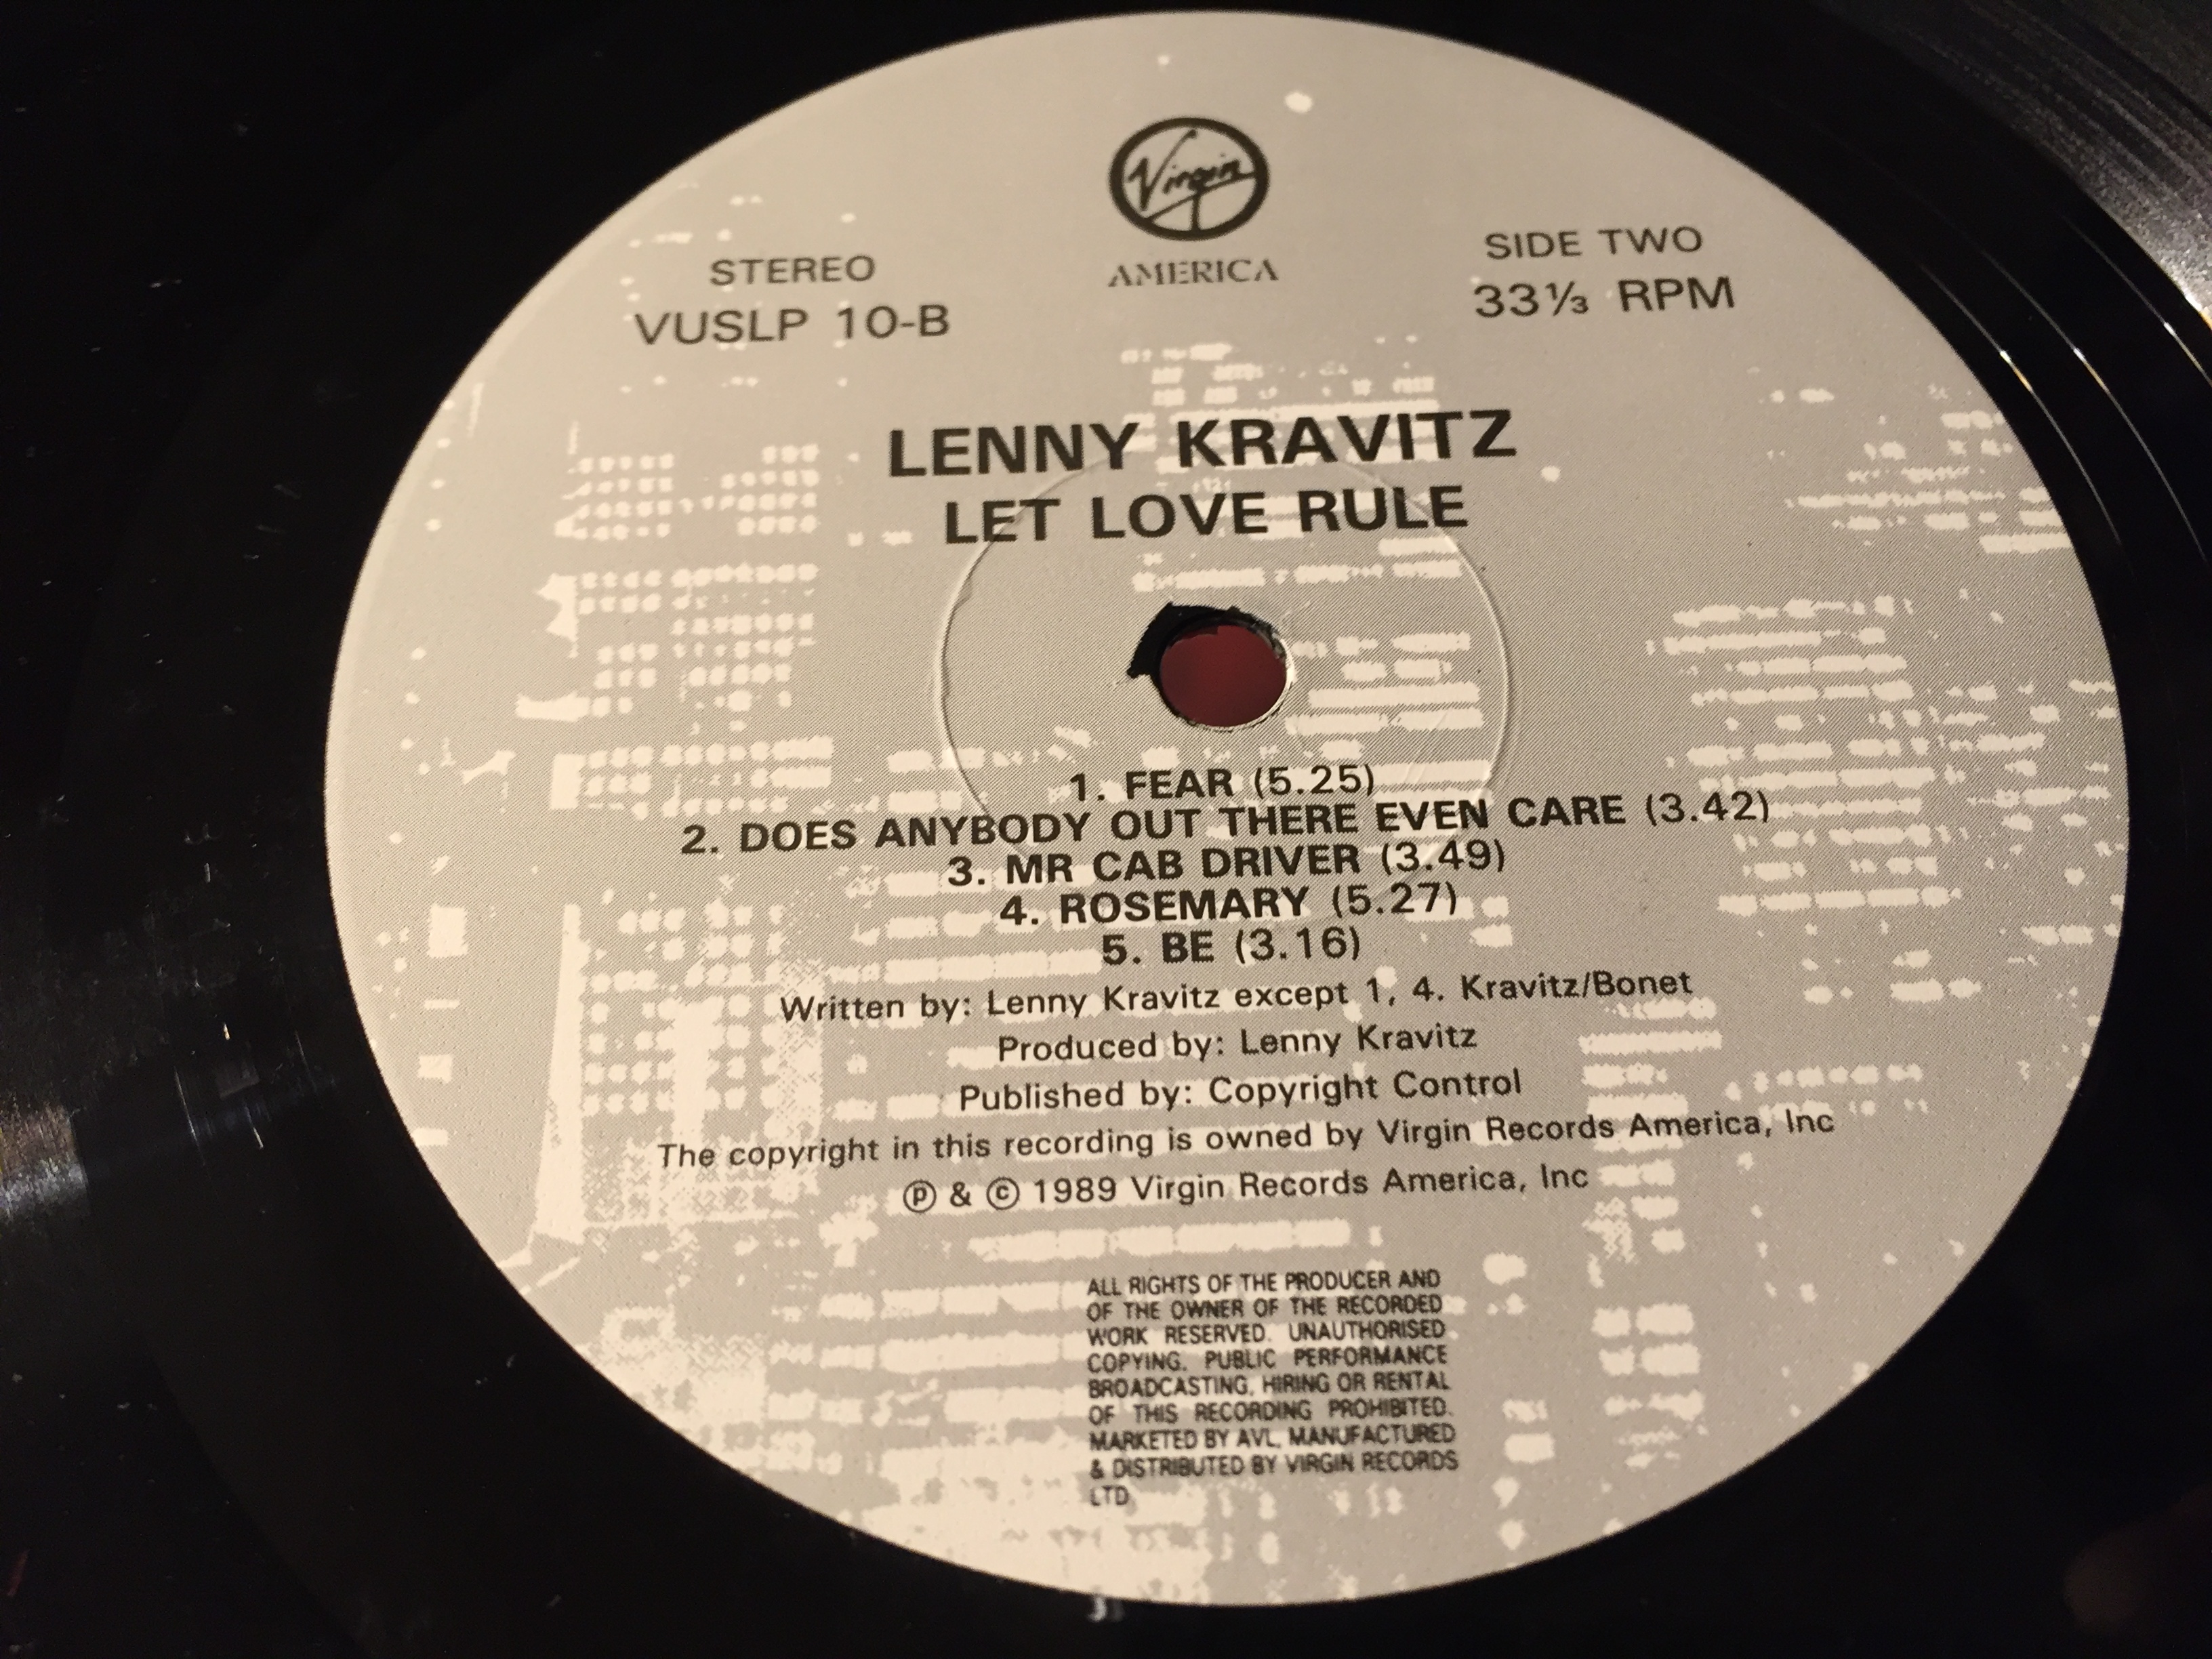 Virgin
AMERICA
STEREO
VUSLP 10-B
SIDE TWO
33⅓ RPM
LENNY KRAVITZ
LET LOVE RULE
1. FEAR (5.25)
2. DOES ANYBODY OUT THERE EVEN CARE (3.42)
3. MR CAB DRIVER (3.49)
4. ROSEMARY (5.27)
5. BE (3.16)
Written by: Lenny Kravitz except 1, 4. Kravitz/Bonet
Produced by: Lenny Kravitz
Published by: Copyright Control
The copyright in this recording is owned by Virgin Records America, Inc
℗ & © 1989 Virgin Records America, Inc
ALL RIGHTS OF THE PRODUCER AND
OF THE OWNER OF THE RECORDED
WORK RESERVED. UNAUTHORISED
COPYING. PUBLIC PERFORMANCE
BROADCASTING, HIRING OR RENTAL
OF THIS RECORDING PROHIBITED.
MARKETED BY AVL. MANUFACTURED
& DISTRIBUTED BY VIRGIN RECORDS
LTD